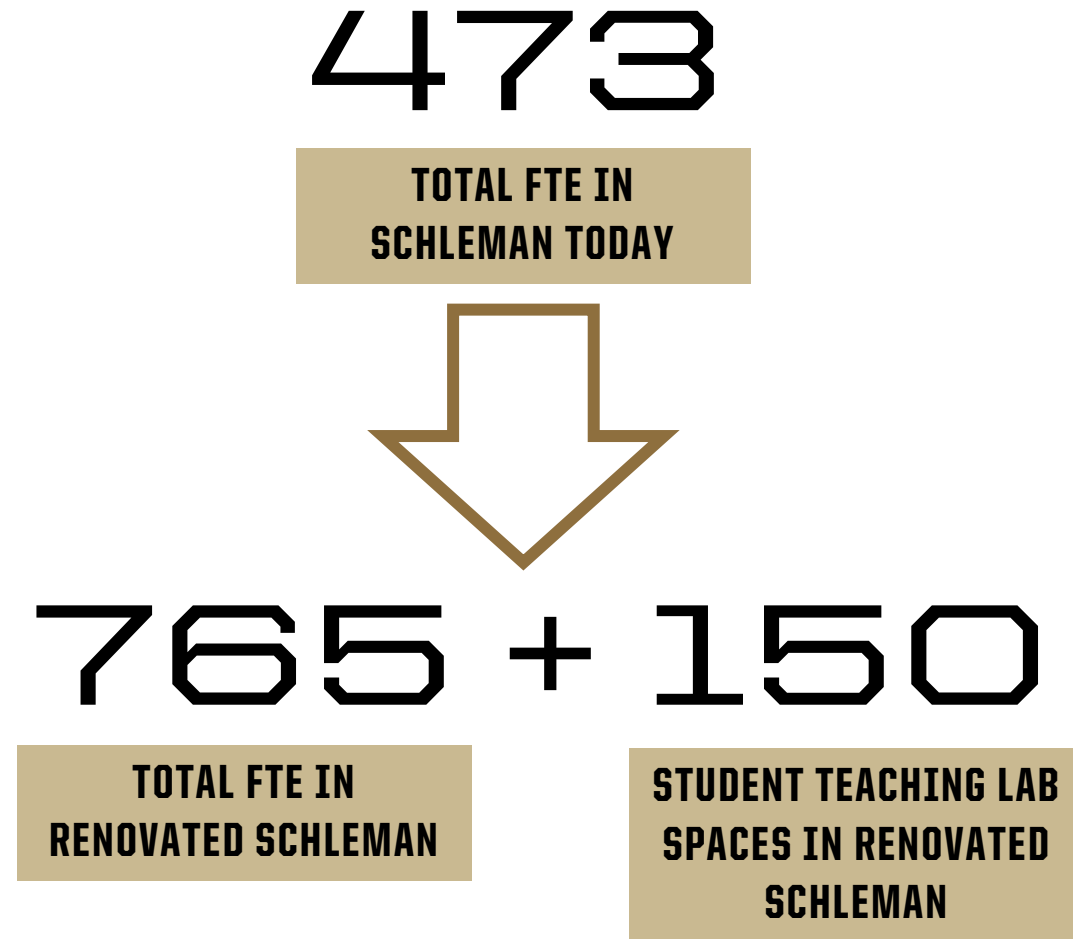 473
TOTAL FTE IN
SCHLEMAN TODAY
765 + 150
TOTAL FTE IN
RENOVATED SCHLEMAN
STUDENT TEACHING LAB
SPACES IN RENOVATED
SCHLEMAN